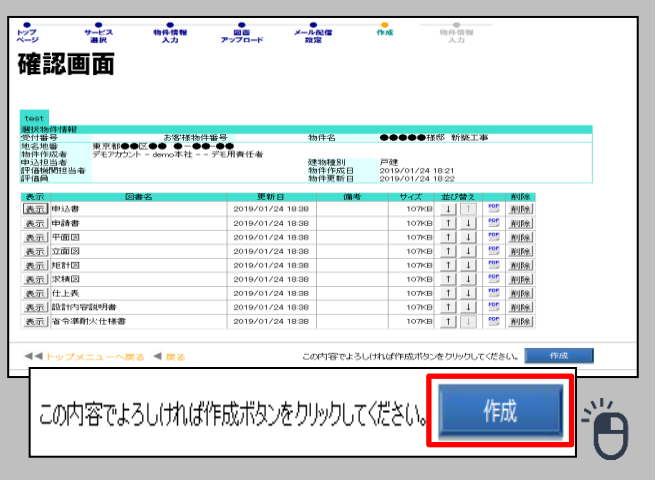 トップ ページ
サービス 選択
物件情報 入力
図面 アップロード
メール配信 設定
作成
物件情報 入力
確認画面
test
選択物件情報
受付番号 お客様物件番号 物件名 ●●●●●様邸 新築工事
地名地番 東京都●●区●● ●-●●-●●
物件作成者 デモアカウント - demo本社 - - デモ用責任者
申込担当者 建物種別 戸建
評価機関担当者 物件作成日 2019/01/24 18:21
評価員 物件更新日 2019/01/24 18:22
表示 図書名 更新日 備考 サイズ 並び替え 削除
表示 申込書 2019/01/24 18:38 107KB ↓ ↑ PDF 削除
表示 申請書 2019/01/24 18:38 107KB ↑ ↓ PDF 削除
表示 平面図 2019/01/24 18:38 107KB ↑ ↓ PDF 削除
表示 立面図 2019/01/24 18:38 107KB ↑ ↓ PDF 削除
表示 矩計図 2019/01/24 18:38 107KB ↑ ↓ PDF 削除
表示 求積図 2019/01/24 18:38 107KB ↑ ↓ PDF 削除
表示 仕上表 2019/01/24 18:38 107KB ↑ ↓ PDF 削除
表示 設計内容説明書 2019/01/24 18:38 107KB ↑ ↓ PDF 削除
表示 省令準耐火仕様書 2019/01/24 18:38 107KB ↑ ↓ PDF 削除
◀◀ トップメニューへ戻る ◀ 戻る この内容でよろしければ作成ボタンをクリックしてください。 作成
この内容でよろしければ作成ボタンをクリックしてください。 作成